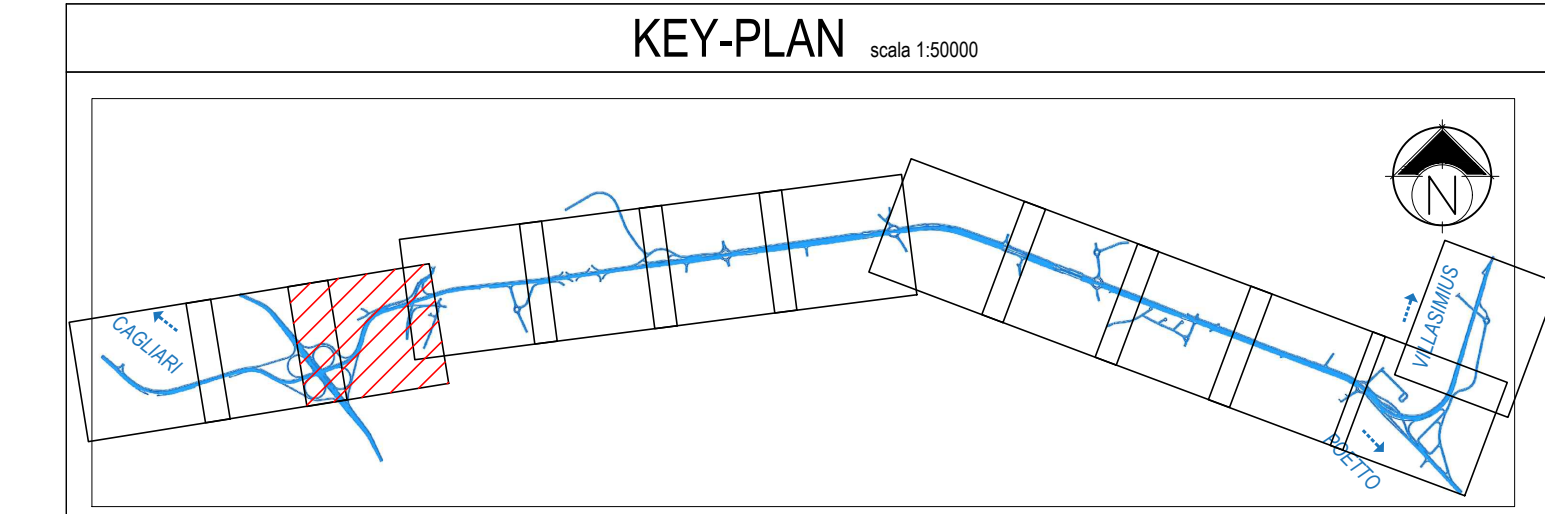 KEY-PLAN scala 1:50000
N
CAGLIARI
VILLASIMIUS
POETTO